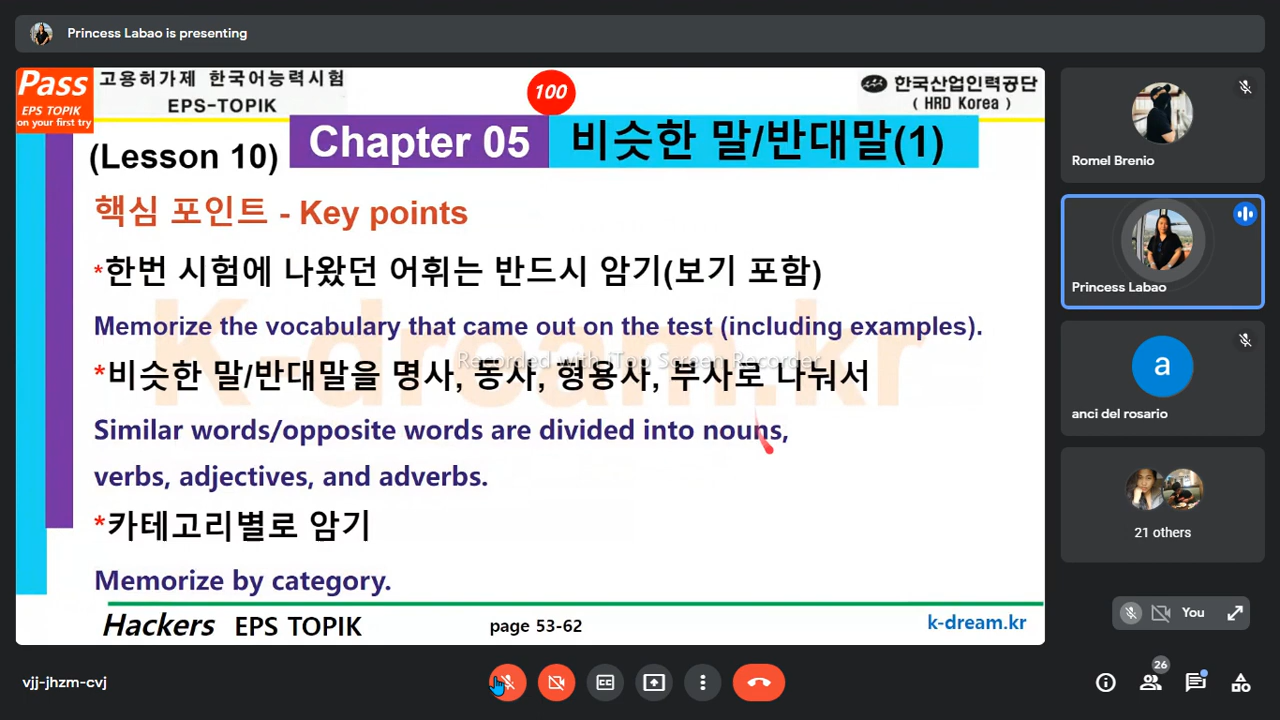 Princess Labao is presenting
Pass
EPS TOPIK
on your first try
고용허가제 한국어능력시험
EPS-TOPIK
100
한국산업인력공단
( HRD Korea )
(Lesson 10)
Chapter 05
비슷한 말/반대말(1)
핵심 포인트 - Key points
*한번 시험에 나왔던 어휘는 반드시 암기(보기 포함)
Memorize the vocabulary that came out on the test (including examples).
K-dream.kr
Recorded with iTop Screen Recorder
*비슷한 말/반대말을 명사, 동사, 형용사, 부사로 나눠서
Similar words/opposite words are divided into nouns,
verbs, adjectives, and adverbs.
*카테고리별로 암기
Memorize by category.
Hackers EPS TOPIK
page 53-62
k-dream.kr
Romel Brenio
Princess Labao
a
anci del rosario
21 others
You
vjj-jhzm-cvj
CC
26